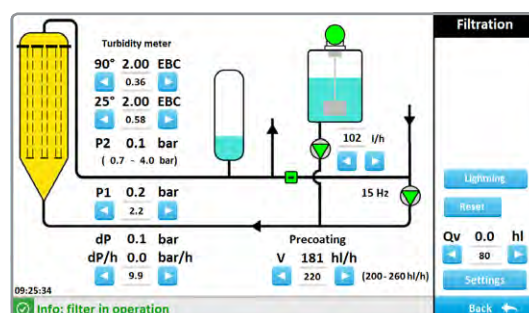 Filtration
Turbidity meter
90° 2.00 EBC
0.36
25° 2.00 EBC
0.58
P2 0.1 bar
( 0.7 - 4.0 bar)
102 l/h
P1 0.2 bar
2.2
15 Hz
Lightning
Reset
dP 0.1 bar
dP/h 0.0 bar/h
9.9
Precoating
V 181 hl/h
220 (200-260 hl/h)
Qv 0.0 hl
80
Settings
09:25:34
Info: filter in operation
Back